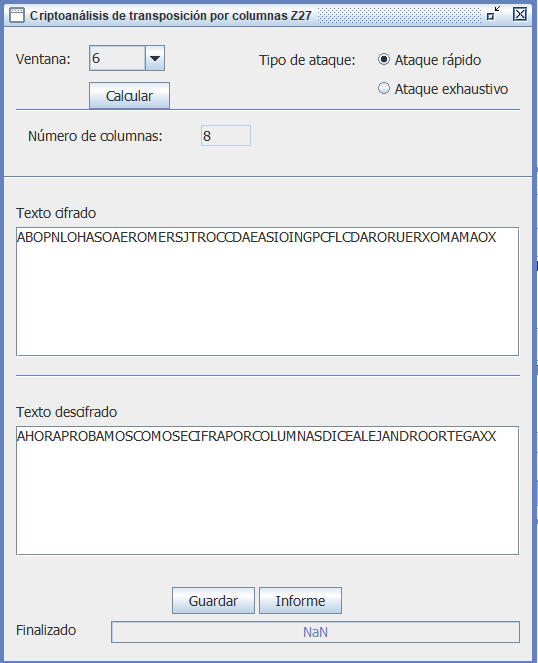 Criptoanálisis de transposición por columnas Z27
Ventana: 6 Tipo de ataque: Ataque rápido
Calcular Ataque exhaustivo
Número de columnas: 8
Texto cifrado
ABOPNLOHASOAEROMERSJTROCCDAEASIOINGPCFLCDARORUERXOMAMAOX
Texto descifrado
AHORAPROBAMOSCOMOSECIFRAPORCOLUMNASDICEALEJANDROORTEGAXX
Guardar Informe
Finalizado NaN